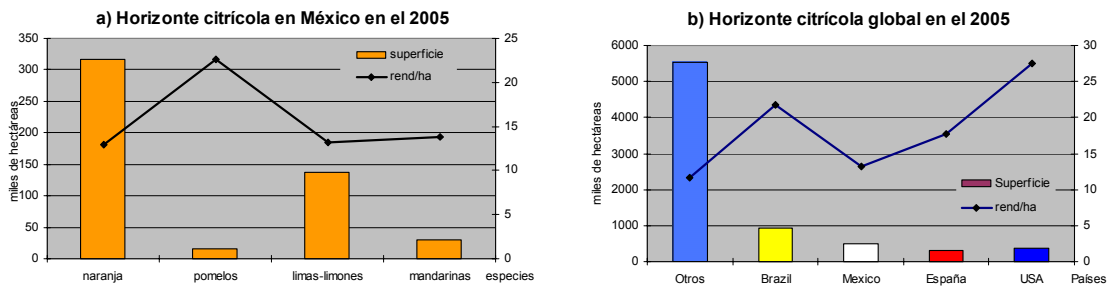 a) Horizonte citrícola en México en el 2005
miles de hectáreas
350
300
250
200
150
100
50
0
superficie
rend/ha
25
20
15
10
5
0
naranja pomelos limas-limones mandarinas especies
b) Horizonte citrícola global en el 2005
miles de hectáreas
6000
5000
4000
3000
2000
1000
0
Superficie
rend/ha
30
25
20
15
10
5
0
Otros Brazil Mexico España USA Países